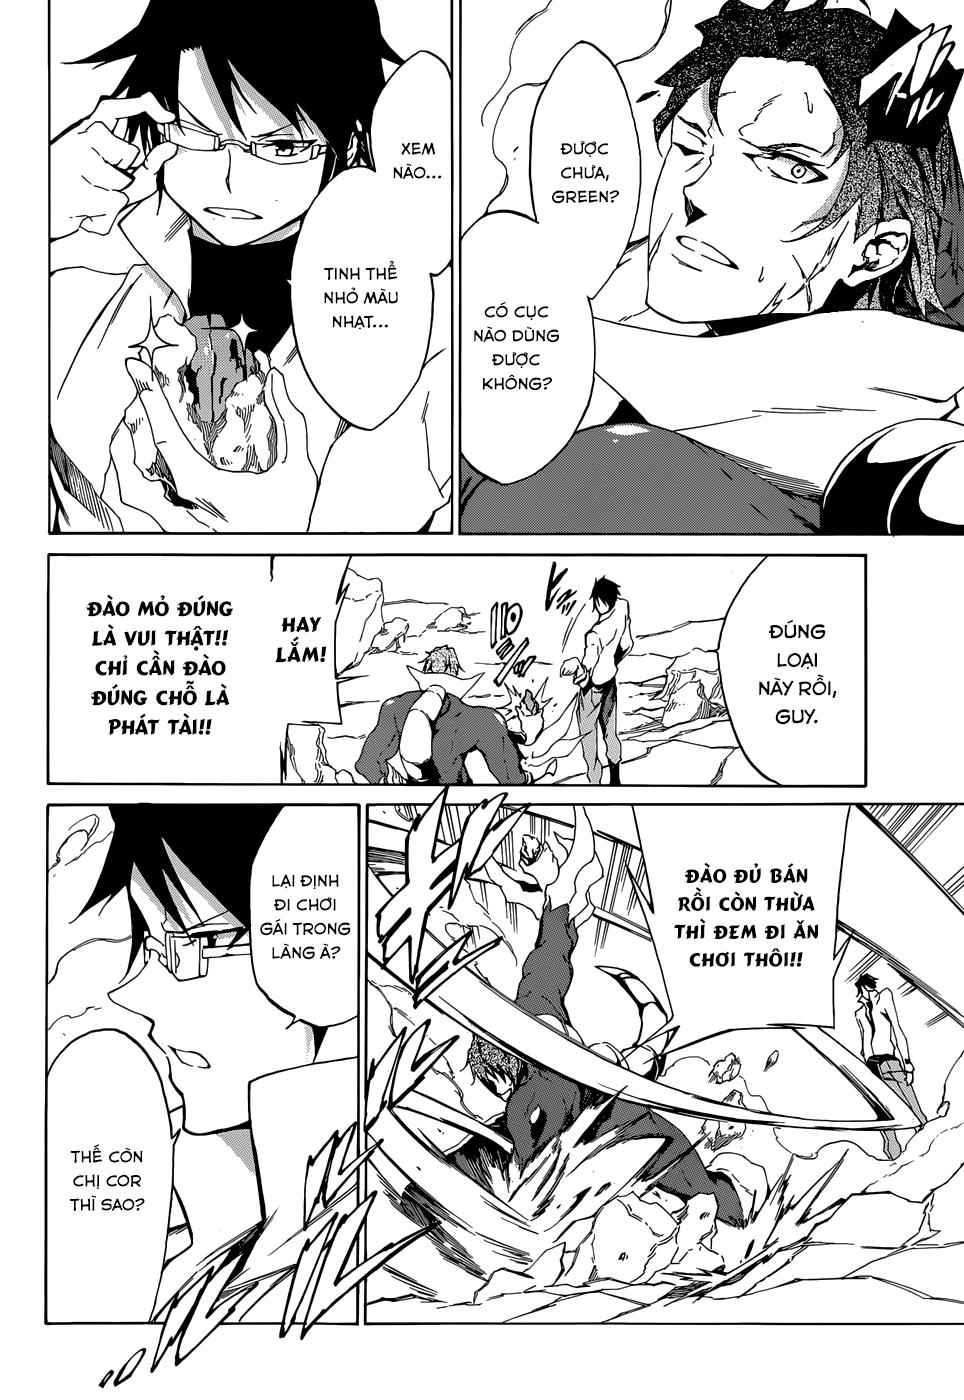 ĐƯỢC
CHƯA,
GREEN?
CÓ CỤC
NÀO DÙNG
ĐƯỢC
KHÔNG?
XEM
NÀO...
TINH THỂ
NHỎ MÀU
NHẠT...
ĐÚNG
LOẠI
NÀY RỒI,
GUY.
HAY
LẮM!
ĐÀO MỎ ĐÚNG
LÀ VUI THẬT!!
CHỈ CẦN ĐÀO
ĐÚNG CHỖ LÀ
PHÁT TÀI!!
ĐÀO ĐỦ BÁN
RỒI CÒN THỪA
THÌ ĐEM ĐI ĂN
CHƠI THÔI!!
LẠI ĐỊNH
ĐI CHƠI
GÁI TRONG
LÀNG À?
THẾ CÒN
CHỊ COR
THÌ SAO?